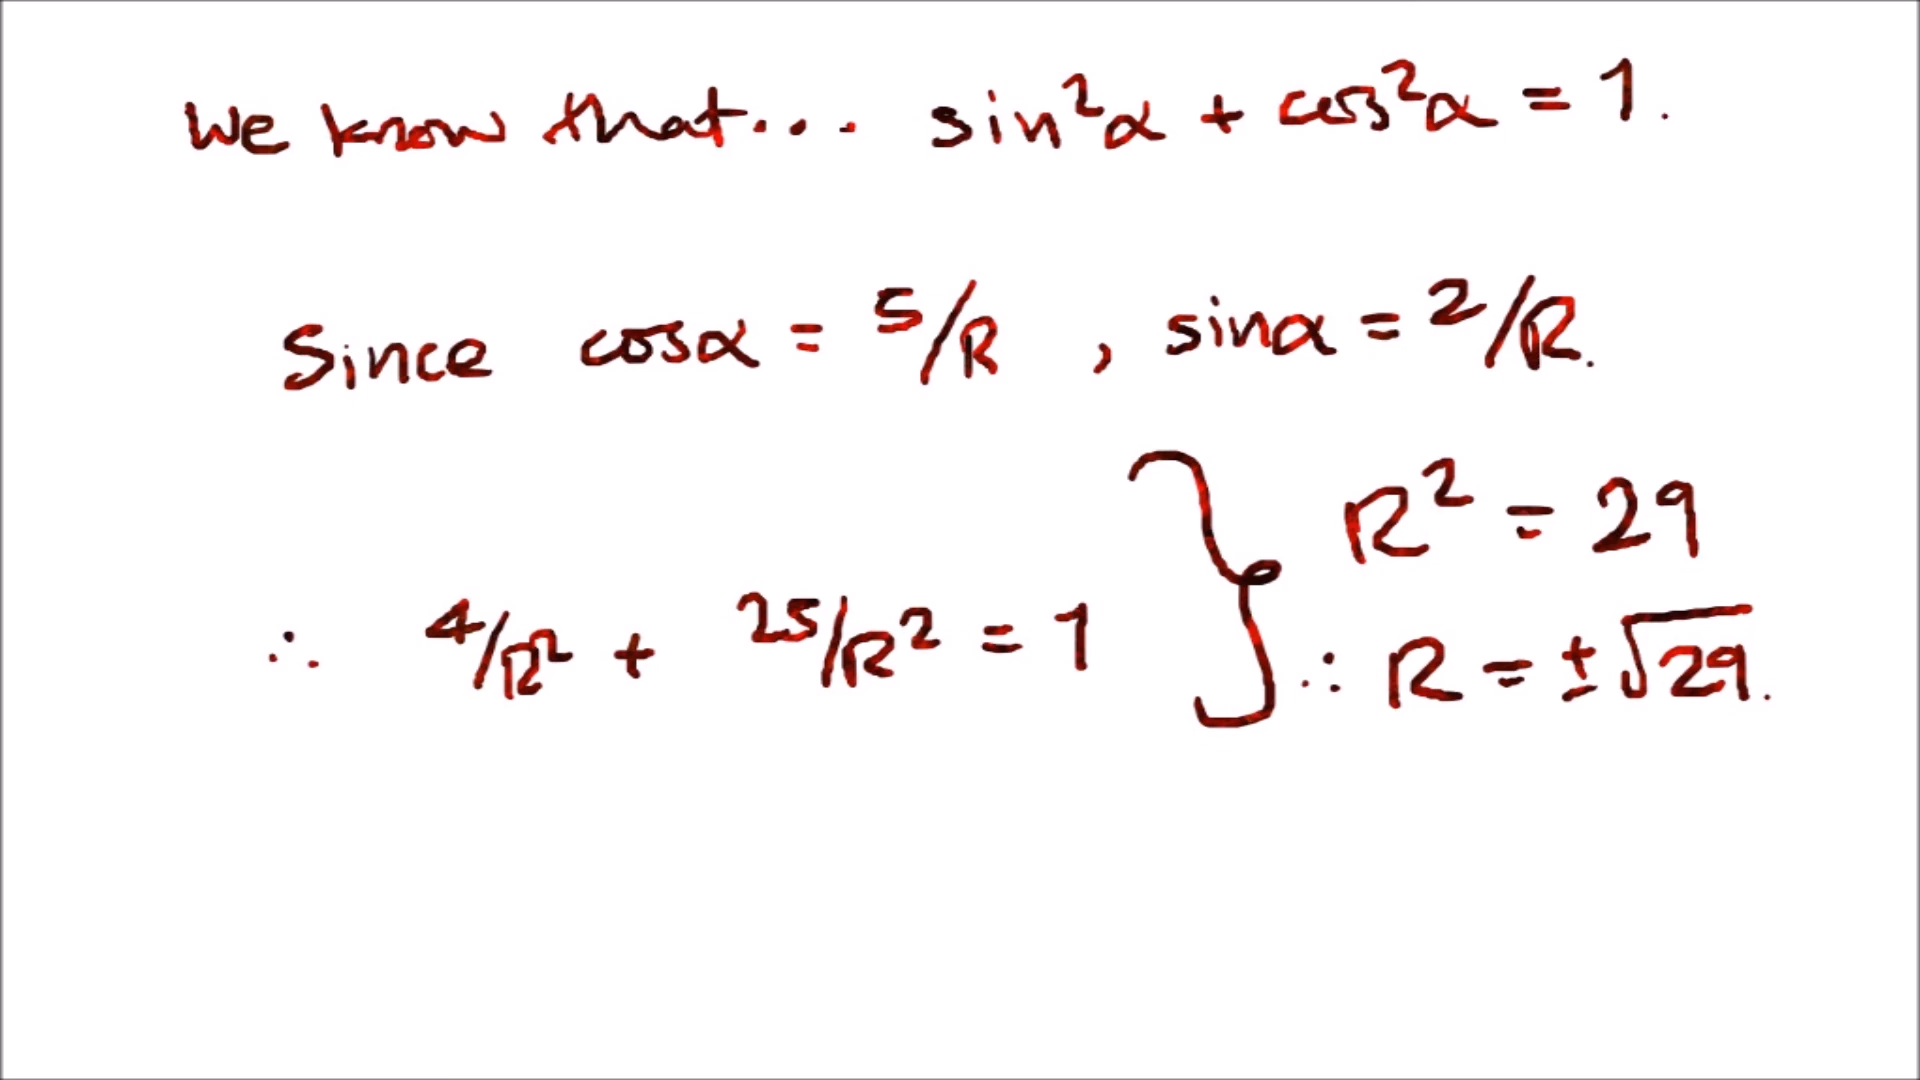 We know that... sin²α + cos²α = 1.
Since cosα = 5/R , sinα = 2/R.
R² = 29
∴ 4/R² + 25/R² = 1 } ∴ R = ±√29.